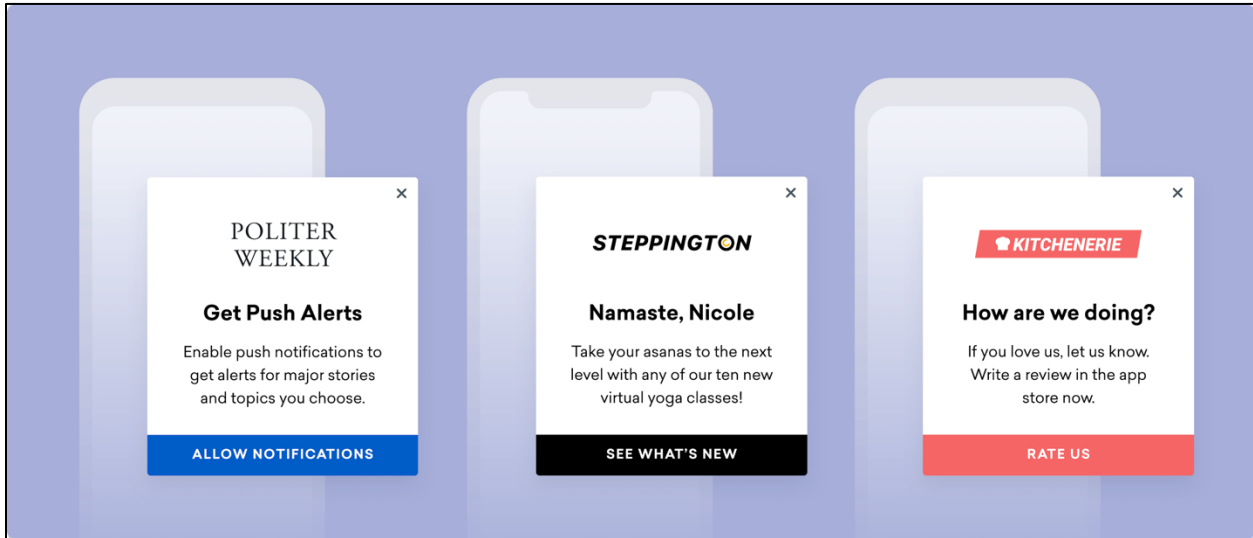 POLITER
WEEKLY
Get Push Alerts
Enable push notifications to
get alerts for major stories
and topics you choose.
ALLOW NOTIFICATIONS
STEPPINGTON
Namaste, Nicole
Take your asanas to the next
level with any of our ten new
virtual yoga classes!
SEE WHAT'S NEW
KITCHENERIE
How are we doing?
If you love us, let us know.
Write a review in the app
store now.
RATE US